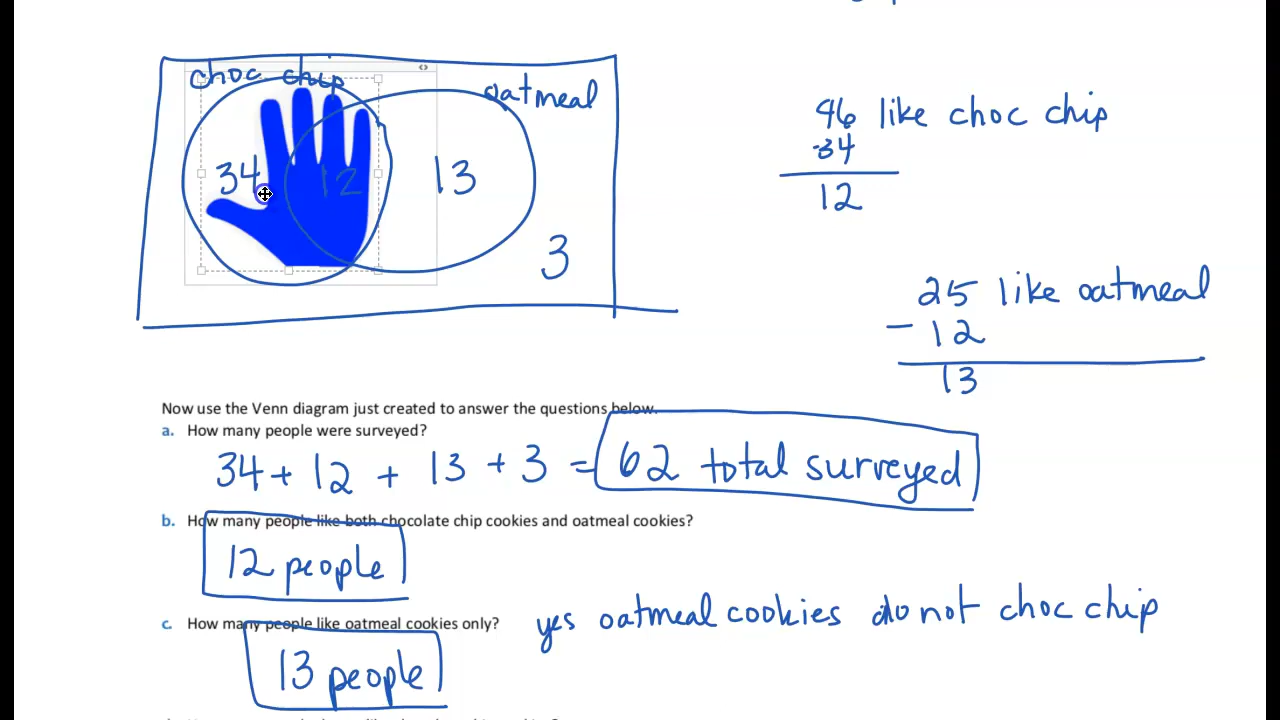 choc chip
oatmeal
34 12 13
3
46 like choc chip
-34
12
25 like oatmeal
- 12
13
Now use the Venn diagram just created to answer the questions below.
a. How many people were surveyed?
34 + 12 + 13 + 3 = 62 total surveyed
b. How many people like both chocolate chip cookies and oatmeal cookies?
12 people
c. How many people like oatmeal cookies only?
yes oatmeal cookies do not choc chip
13 people